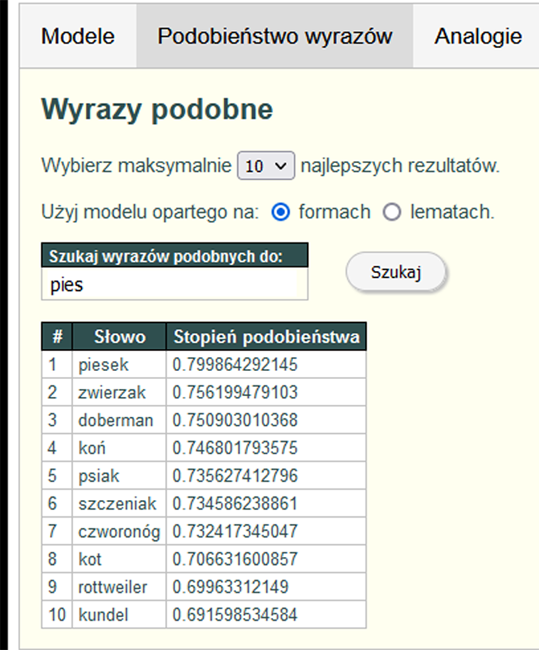 Modele Podobieństwo wyrazów Analogie
Wyrazy podobne
Wybierz maksymalnie 10 najlepszych rezultatów.
Użyj modelu opartego na: formach lematach.
Szukaj wyrazów podobnych do:
pies
Szukaj
# Słowo Stopień podobieństwa
1 piesek 0.799864292145
2 zwierzak 0.756199479103
3 doberman 0.750903010368
4 koń 0.746801793575
5 psiak 0.735627412796
6 szczeniak 0.734586238861
7 czworonóg 0.732417345047
8 kot 0.706631600857
9 rottweiler 0.69963312149
10 kundel 0.691598534584